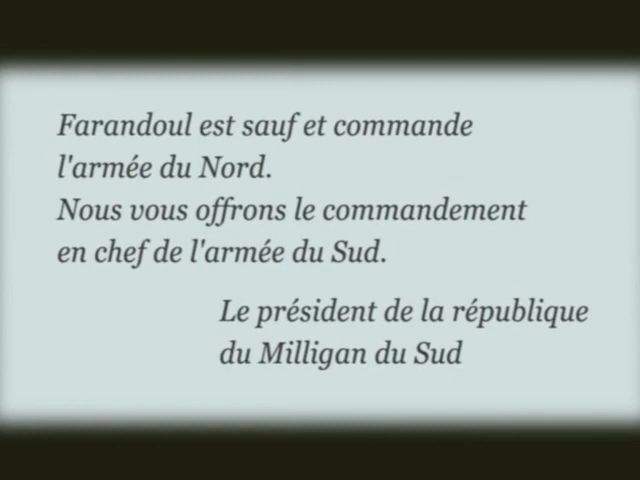 Farandoul est sauf et commande
l'armée du Nord.
Nous vous offrons le commandement
en chef de l'armée du Sud.
Le président de la république
du Milligan du Sud